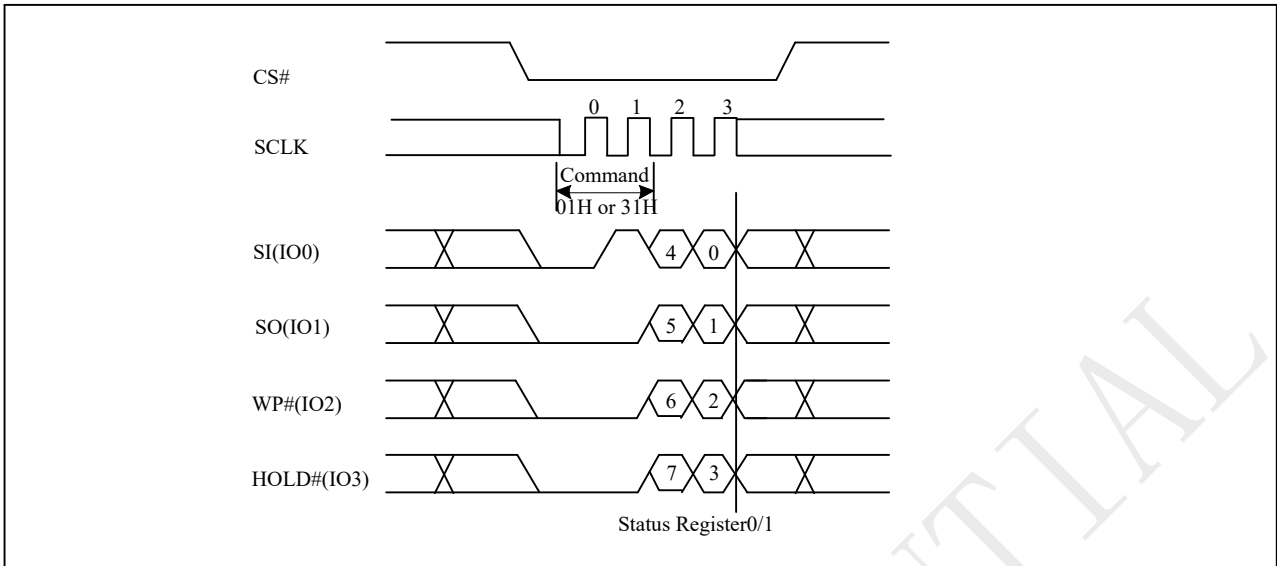 CS#
0 1 2 3
SCLK
Command
01H or 31H
SI(IO0)
4 0
SO(IO1)
5 1
WP#(IO2)
6 2
HOLD#(IO3)
7 3
Status Register0/1